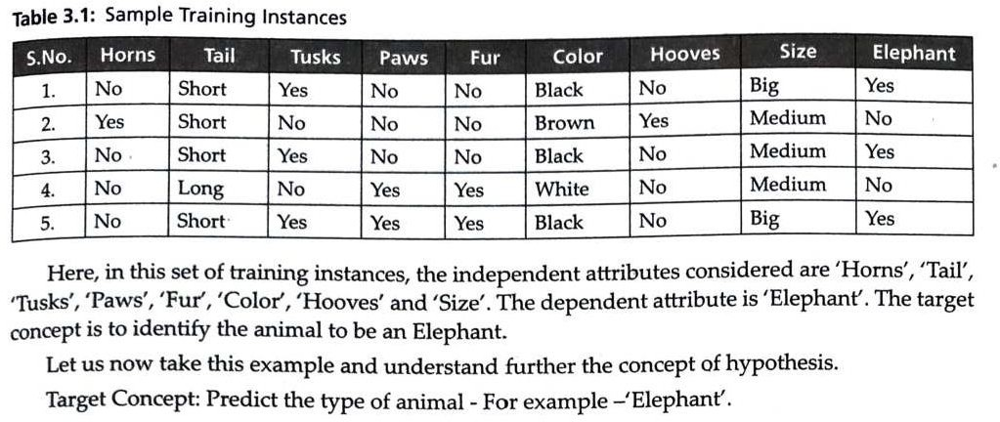 Table 3.1: Sample Training Instances
S.No. Horns Tail Tusks Paws Fur Color Hooves Size Elephant
1. No Short Yes No No Black No Big Yes
2. Yes Short No No No Brown Yes Medium No
3. No Short Yes No No Black No Medium Yes
4. No Long No Yes Yes White No Medium No
5. No Short Yes Yes Yes Black No Big Yes
Here, in this set of training instances, the independent attributes considered are ‘Horns’, ‘Tail’,
‘Tusks’, ‘Paws’, ‘Fur’, ‘Color’, ‘Hooves’ and ‘Size’. The dependent attribute is ‘Elephant’. The target
concept is to identify the animal to be an Elephant.
Let us now take this example and understand further the concept of hypothesis.
Target Concept: Predict the type of animal - For example –‘Elephant’.